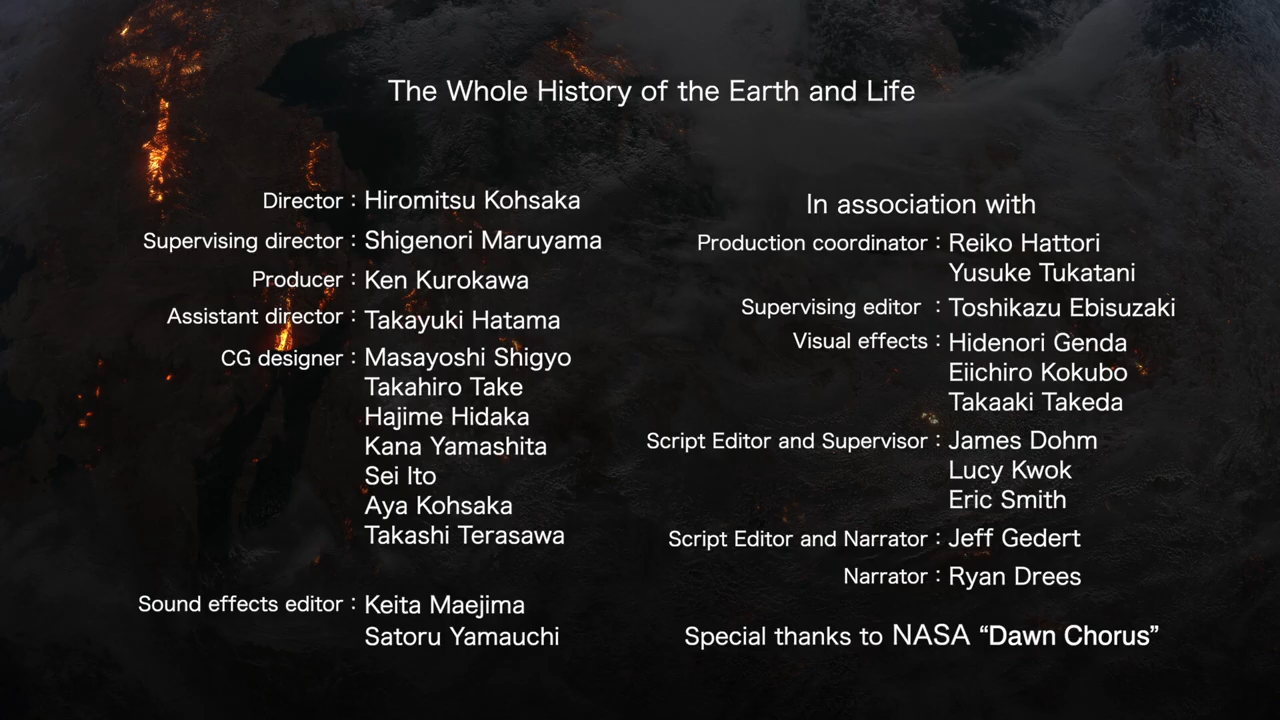 The Whole History of the Earth and Life
Director : Hiromitsu Kohsaka
Supervising director : Shigenori Maruyama
Producer : Ken Kurokawa
Assistant director : Takayuki Hatama
CG designer : Masayoshi Shigyo
Takahiro Take
Hajime Hidaka
Kana Yamashita
Sei Ito
Aya Kohsaka
Takashi Terasawa
Sound effects editor : Keita Maejima
Satoru Yamauchi
In association with
Production coordinator : Reiko Hattori
Yusuke Tukatani
Supervising editor : Toshikazu Ebisuzaki
Visual effects : Hidenori Genda
Eiichiro Kokubo
Takaaki Takeda
Script Editor and Supervisor : James Dohm
Lucy Kwok
Eric Smith
Script Editor and Narrator : Jeff Gedert
Narrator : Ryan Drees
Special thanks to NASA “Dawn Chorus”